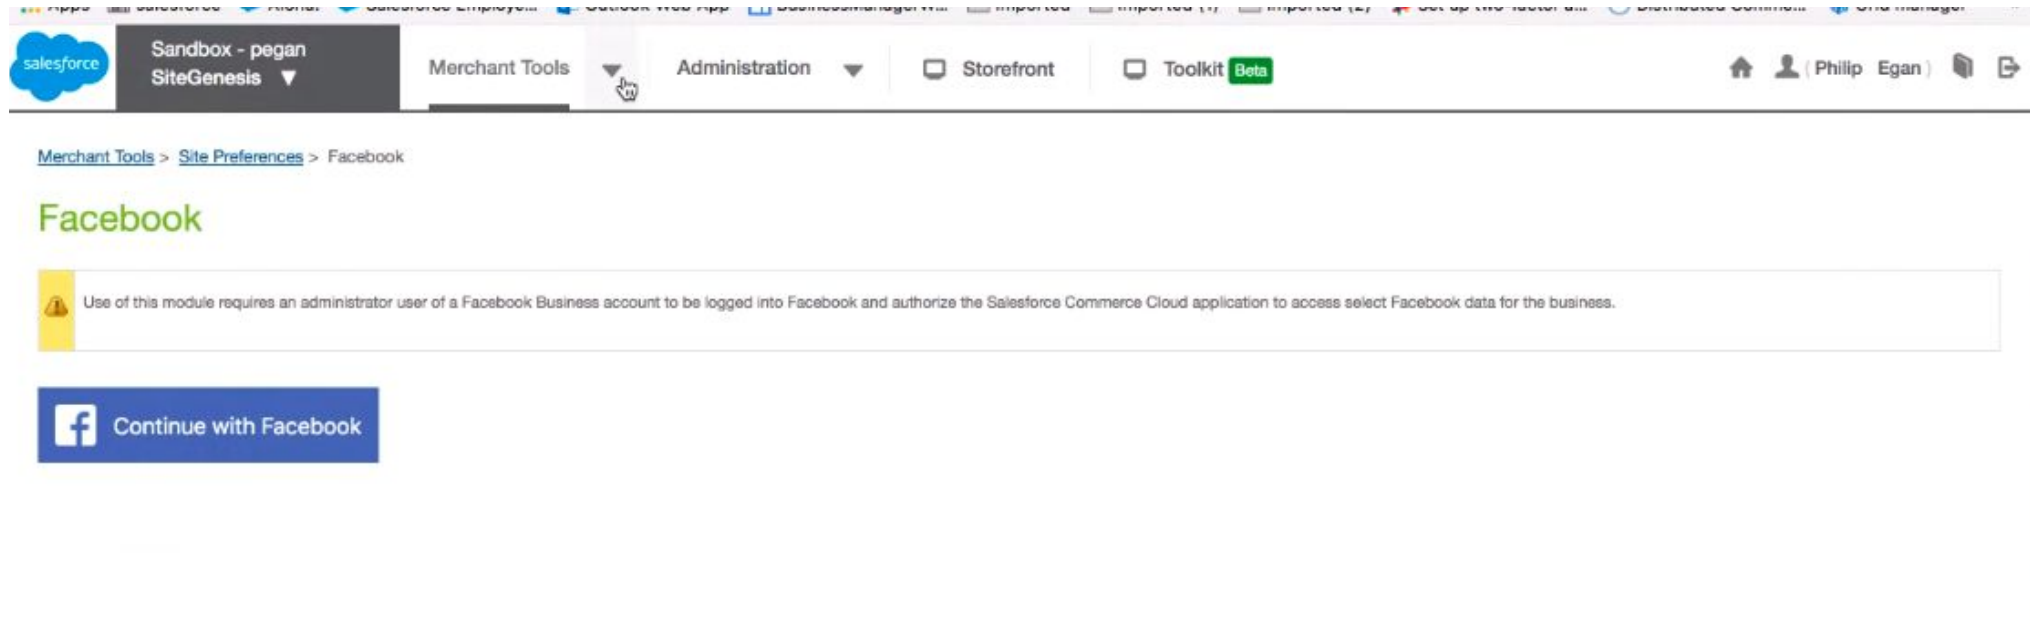 salesforce
Sandbox - pegan
SiteGenesis
Merchant Tools
Administration
Storefront
Toolkit Beta
(Philip Egan)
Merchant Tools > Site Preferences > Facebook
Facebook
Use of this module requires an administrator user of a Facebook Business account to be logged into Facebook and authorize the Salesforce Commerce Cloud application to access select Facebook data for the business.
f Continue with Facebook